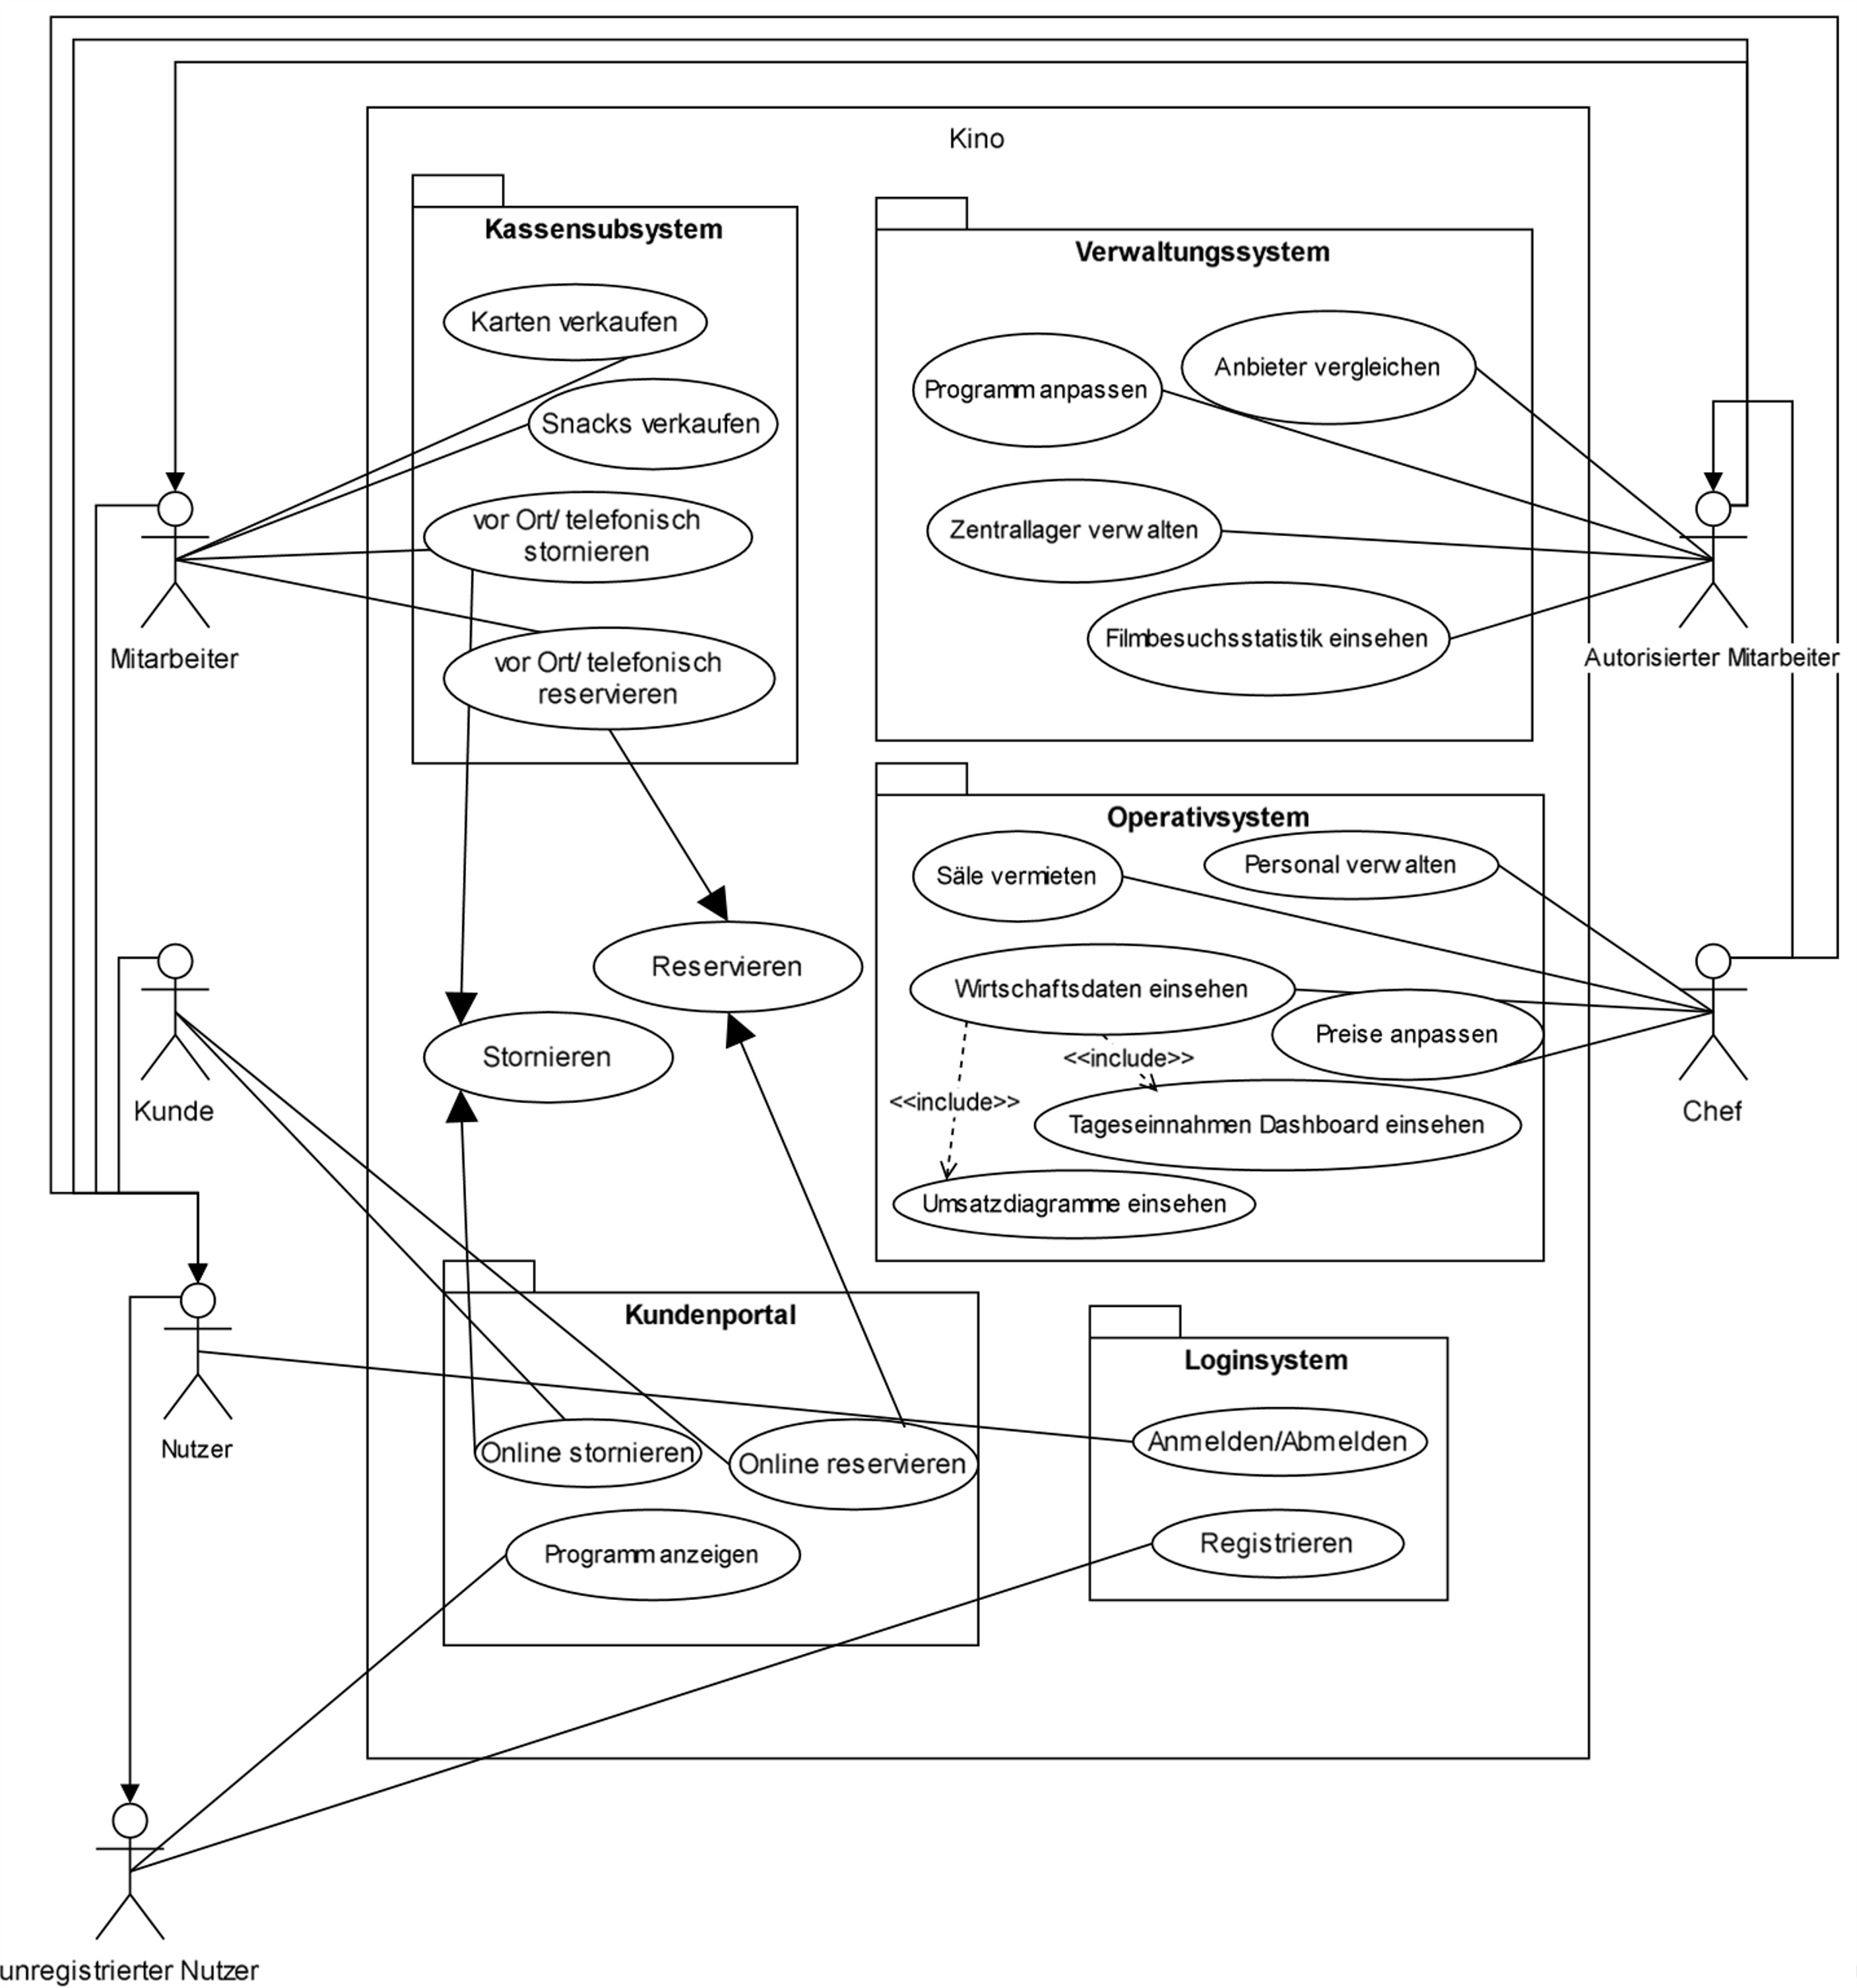 Kino
Kassensubsystem
Karten verkaufen
Snacks verkaufen
vor Ort/ telefonisch
stornieren
vor Ort/ telefonisch
reservieren
Verwaltungssystem
Anbieter vergleichen
Programm anpassen
Zentrallager verwalten
Filmbesuchsstatistik einsehen
Mitarbeiter
Autorisierter Mitarbeiter
Operativsystem
Personal verwalten
Säle vermieten
Wirtschaftsdaten einsehen
Preise anpassen
<<include>>
<<include>>
Tageseinnahmen Dashboard einsehen
Umsatzdiagramme einsehen
Reservieren
Stornieren
Kunde
Chef
Kundenportal
Online stornieren
Online reservieren
Programm anzeigen
Loginsystem
Anmelden/Abmelden
Registrieren
Nutzer
unregistrierter Nutzer